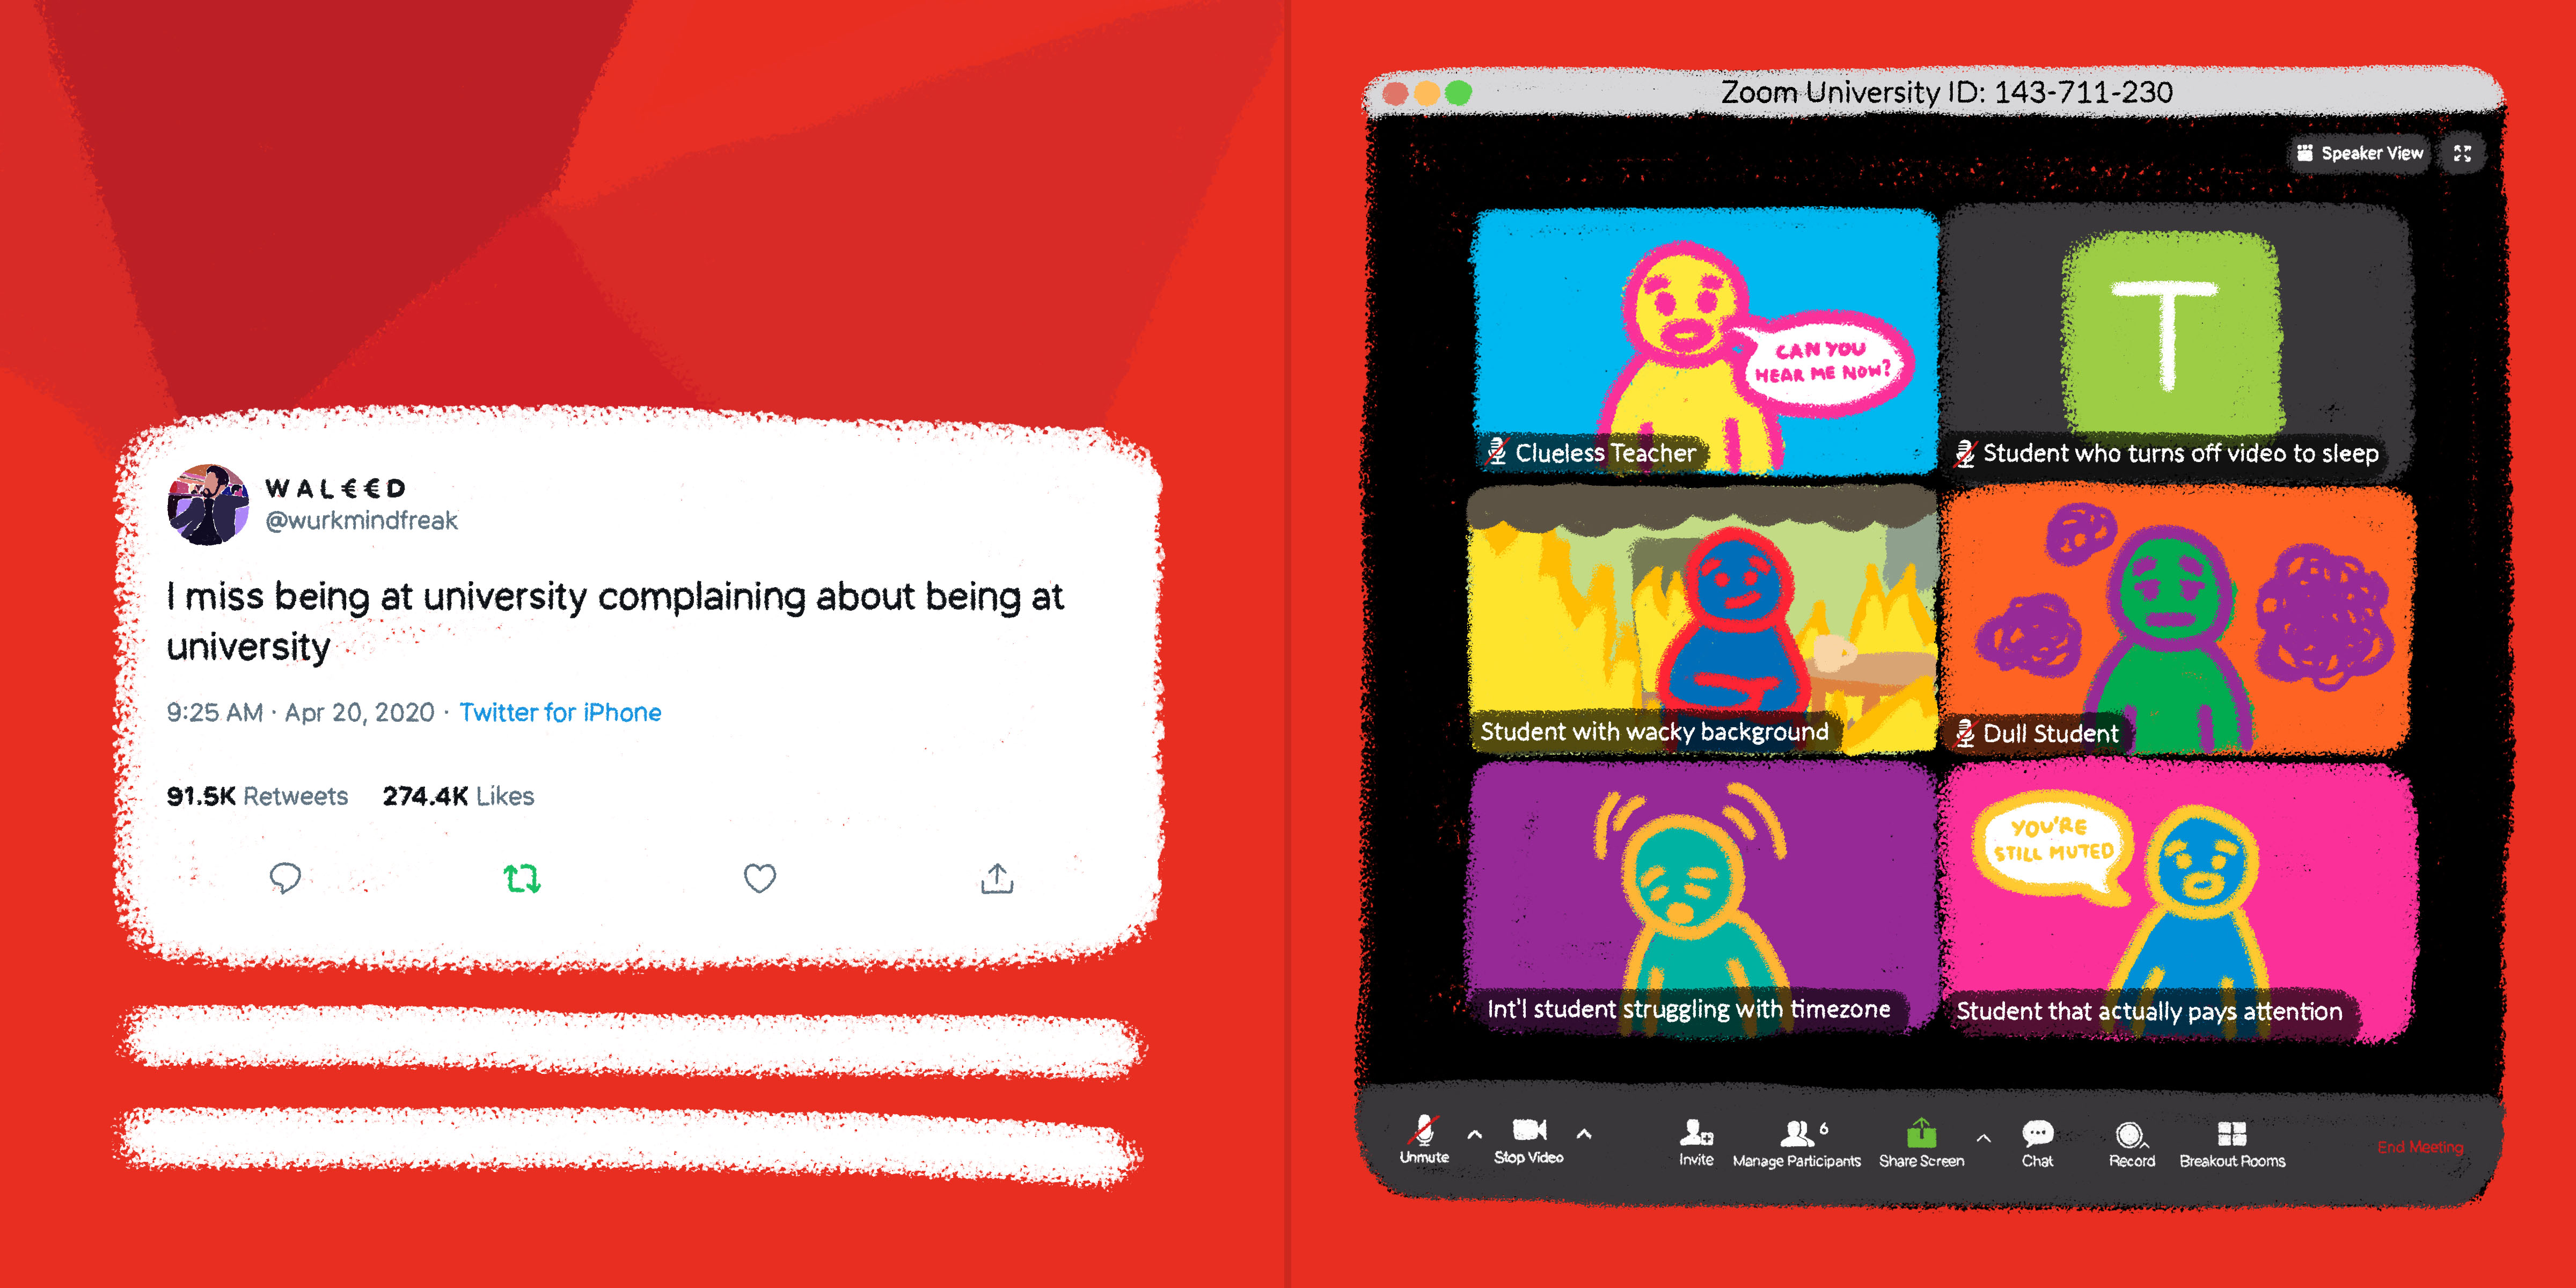 W A L € € D
@wurkmindfreak
I miss being at university complaining about being at
university
9:25 AM · Apr 20, 2020 · Twitter for iPhone
91.5K Retweets 274.4K Likes
Zoom University ID: 143-711-230
Speaker View
CAN YOU
HEAR ME NOW?
Clueless Teacher
T
Student who turns off video to sleep
Student with wacky background
Dull Student
Int'l student struggling with timezone
YOU'RE
STILL MUTED
Student that actually pays attention
Unmute
Stop Video
Invite
6
Manage Participants
Share Screen
Chat
Record
Breakout Rooms
End Meeting